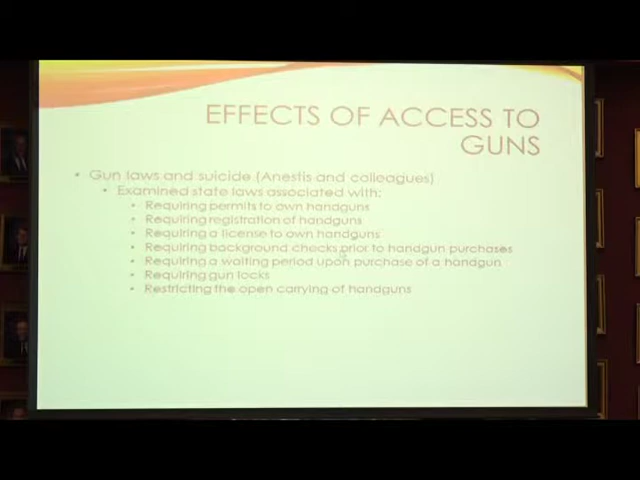 EFFECTS OF ACCESS TO
GUNS
• Gun laws and suicide (Anestis and colleagues)
• Examined state laws associated with:
• Requiring permits to own handguns
• Requiring registration of handguns
• Requiring a license to own handguns
• Requiring background checks prior to handgun purchases
• Requiring a waiting period upon purchase of a handgun
• Requiring gun locks
• Restricting the open carrying of handguns